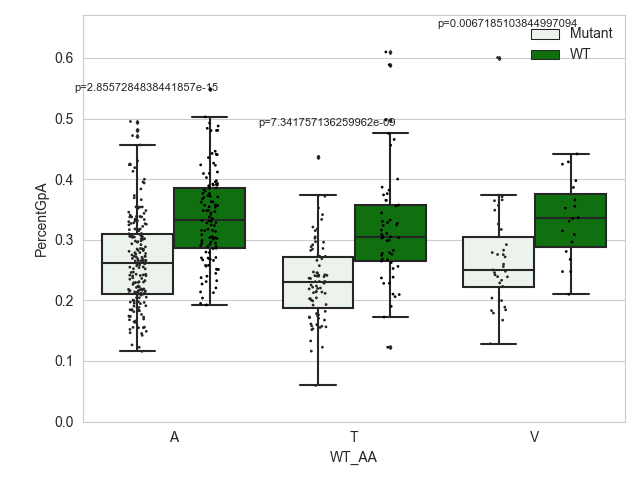 p=0.0067185103844997094
Mutant
WT
p=2.8557284838441857e-15
p=7.341757136259962e-09
0.6
0.5
0.4
0.3
0.2
0.1
0.0
PercentGpA
A
T
V
WT_AA